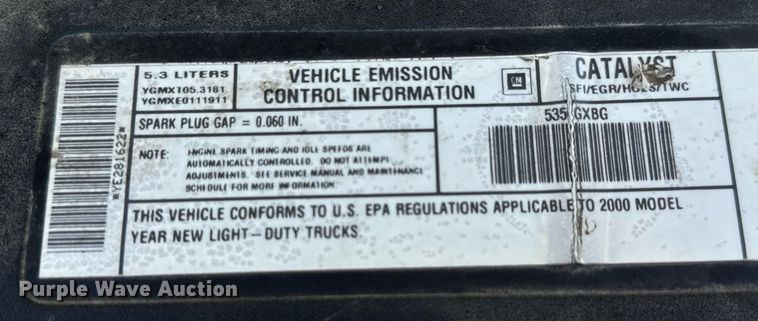 5.3 LITERS
YGMXT05.3181
YGMXE0111911
VEHICLE EMISSION
CONTROL INFORMATION
GM
CATALYST
SFI/EGR/HO2S/TWC
SPARK PLUG GAP = 0.060 IN.
535 GXBG
NOTE: ENGINE SPARK TIMING AND IDLE SPEEDS ARE
AUTOMATICALLY CONTROLLED. DO NOT ATTEMPT
ADJUSTMENTS. SEE SERVICE MANUAL AND MAINTENANCE
SCHEDULE FOR MORE INFORMATION.
THIS VEHICLE CONFORMS TO U.S. EPA REGULATIONS APPLICABLE TO 2000 MODEL
YEAR NEW LIGHT-DUTY TRUCKS.
*YE281622*
Purple Wave Auction